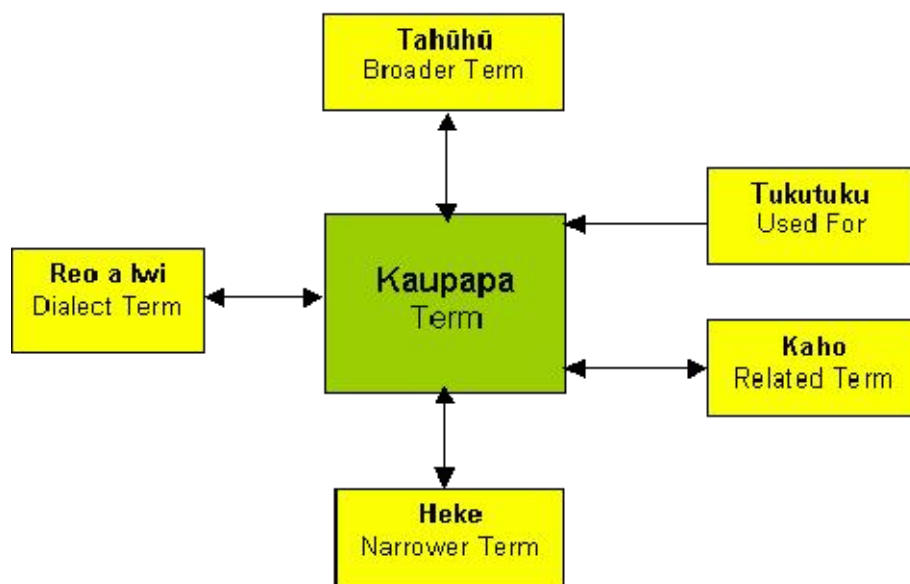 Tahūhū
Broader Term
Tukutuku
Used For
Reo a Iwi
Dialect Term
Kaupapa
Term
Kaho
Related Term
Heke
Narrower Term